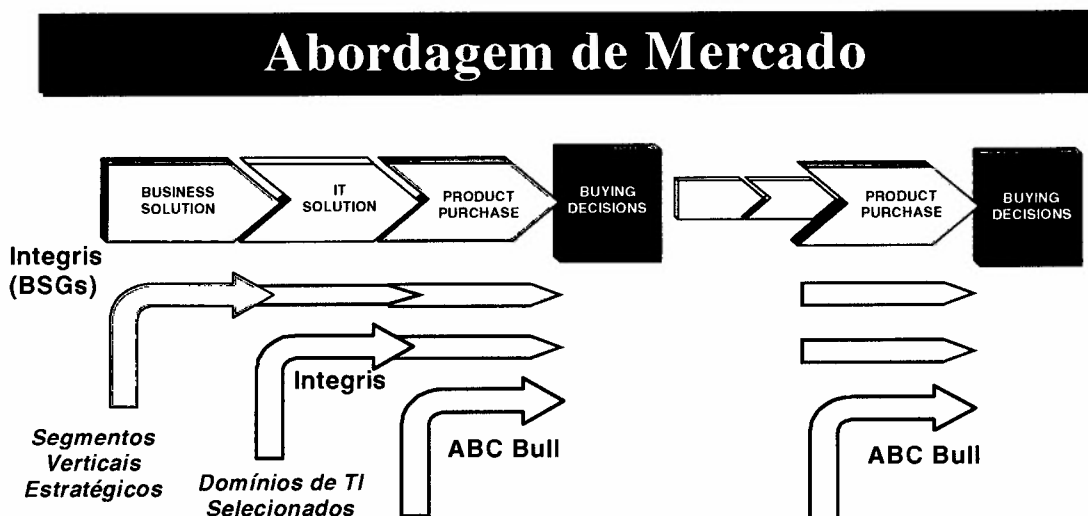 Abordagem de Mercado
BUSINESS
SOLUTION
IT
SOLUTION
PRODUCT
PURCHASE
BUYING
DECISIONS
PRODUCT
PURCHASE
BUYING
DECISIONS
Integris
(BSGs)
Integris
ABC Bull
ABC Bull
Segmentos
Verticais
Estratégicos
Domínios de TI
Selecionados